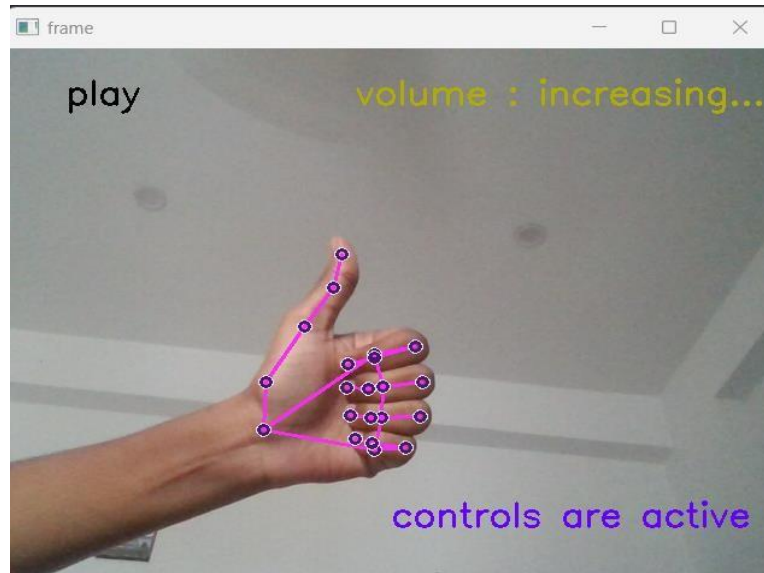 frame
play
volume : increasing...
controls are active